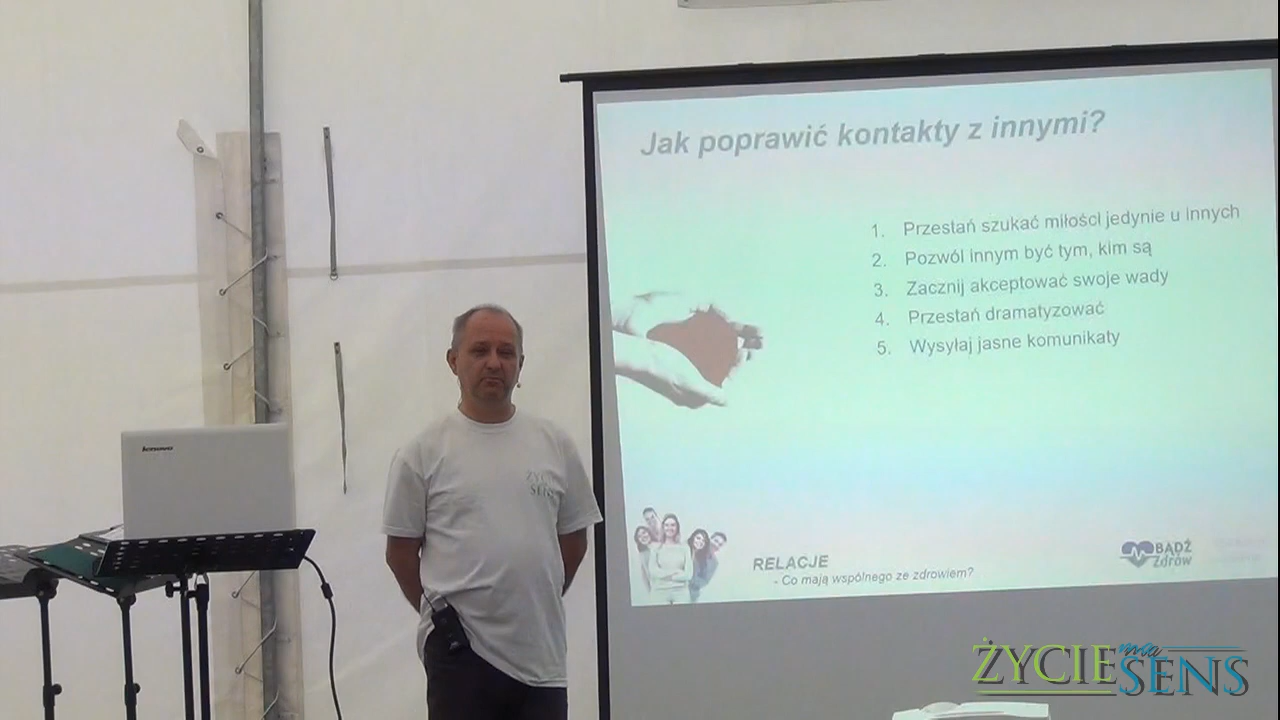 Jak poprawić kontakty z innymi?
1. Przestań szukać miłości jedynie u innych
2. Pozwól innym być tym, kim są
3. Zacznij akceptować swoje wady
4. Przestań dramatyzować
5. Wysyłaj jasne komunikaty
lenovo
ŻYCIE
SENS
RELACJE
- Co mają wspólnego ze zdrowiem?
BĄDŹ
Zdrów
ŻYCIE ma SENS